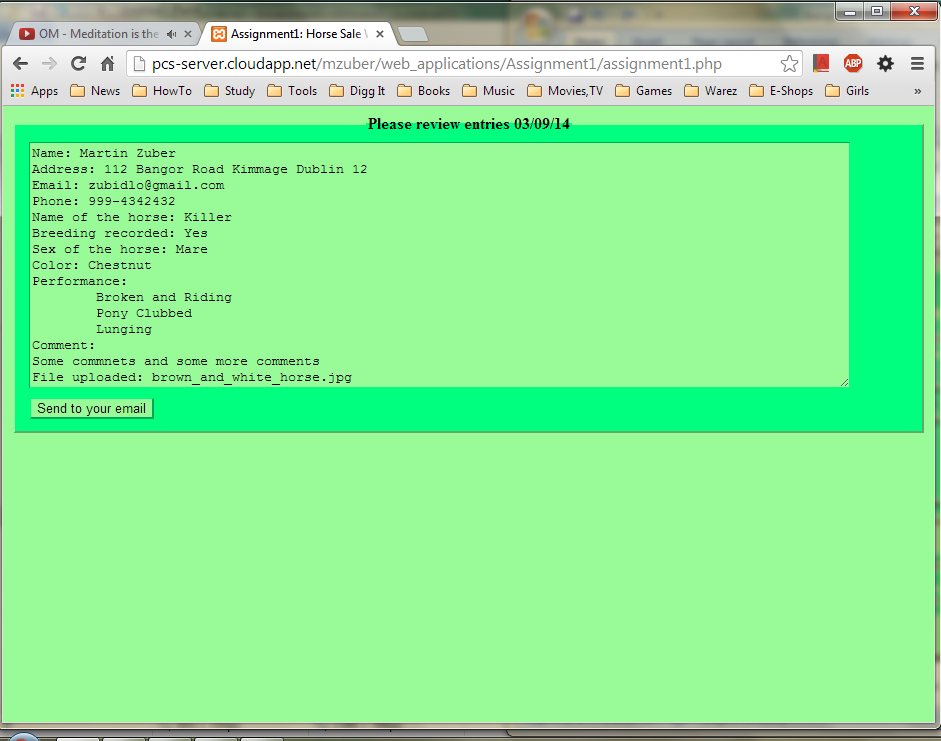 OM - Meditation is the
Assignment1: Horse Sale
pcs-server.cloudapp.net/mzuber/web_applications/Assignment1/assignment1.php
ABP
Apps News HowTo Study Tools Digg It Books Music Movies,TV Games Warez E-Shops Girls »
Please review entries 03/09/14
Name: Martin Zuber
Address: 112 Bangor Road Kimmage Dublin 12
Email: zubidlo@gmail.com
Phone: 999-4342432
Name of the horse: Killer
Breeding recorded: Yes
Sex of the horse: Mare
Color: Chestnut
Performance:
Broken and Riding
Pony Clubbed
Lunging
Comment:
Some commnets and some more comments
File uploaded: brown_and_white_horse.jpg
Send to your email